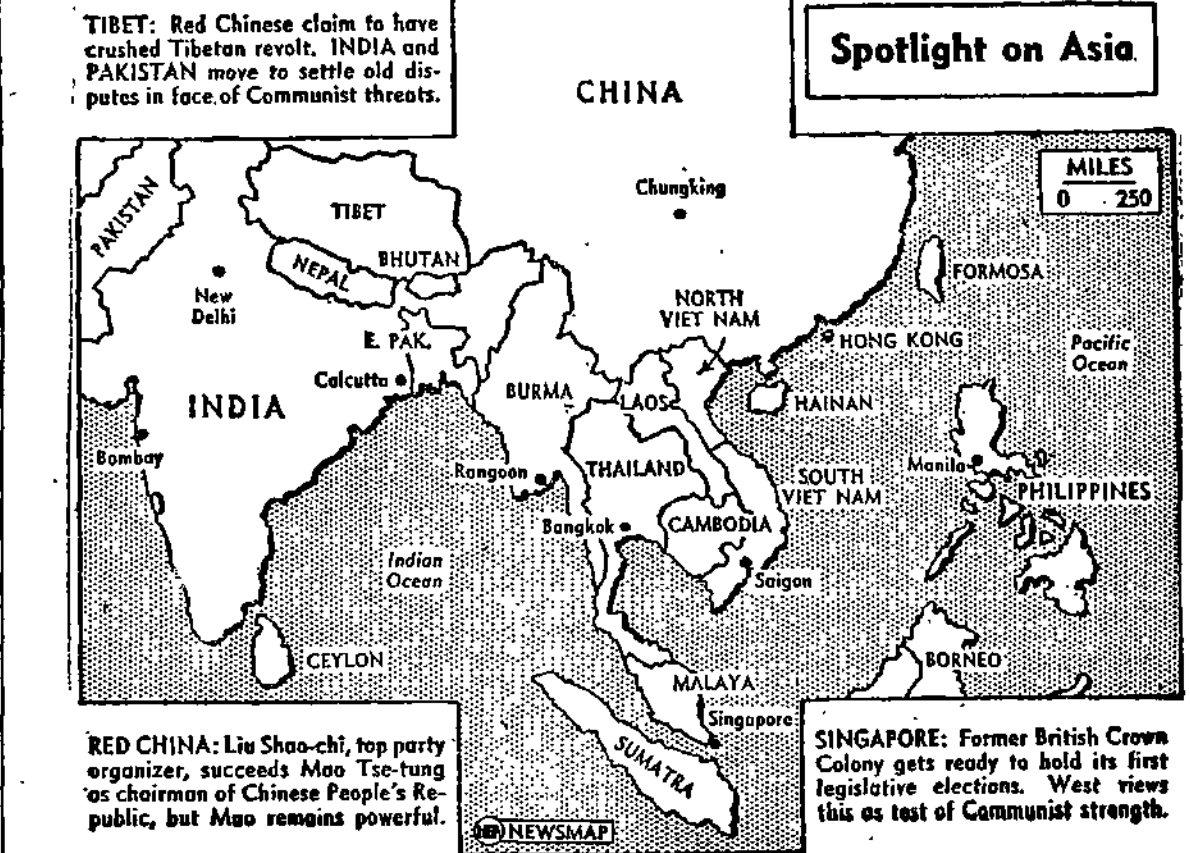 TIBET: Red Chinese claim to have
crushed Tibetan revolt. INDIA and
PAKISTAN move to settle old dis-
putes in face of Communist threats.
Spotlight on Asia
CHINA
MILES
0 250
Chungking
PAKISTAN
TIBET
NEPAL
BHUTAN
New
Delhi
FORMOSA
NORTH
VIET NAM
E. PAK.
HONG KONG
Pacific
Ocean
Calcutta
INDIA
BURMA
LAOS
HAINAN
Bombay
Rangoon
THAILAND
SOUTH
VIET NAM
Manila
PHILIPPINES
Bangkok
CAMBODIA
Indian
Ocean
Saigon
CEYLON
BORNEO
MALAYA
Singapore
SUMATRA
RED CHINA: Liu Shao-chi, top party
organizer, succeeds Mao Tse-tung
as chairman of Chinese People's Re-
public, but Mao remains powerful.
SINGAPORE: Former British Crown
Colony gets ready to hold its first
legislative elections. West views
this as test of Communist strength.
NEWSMAP